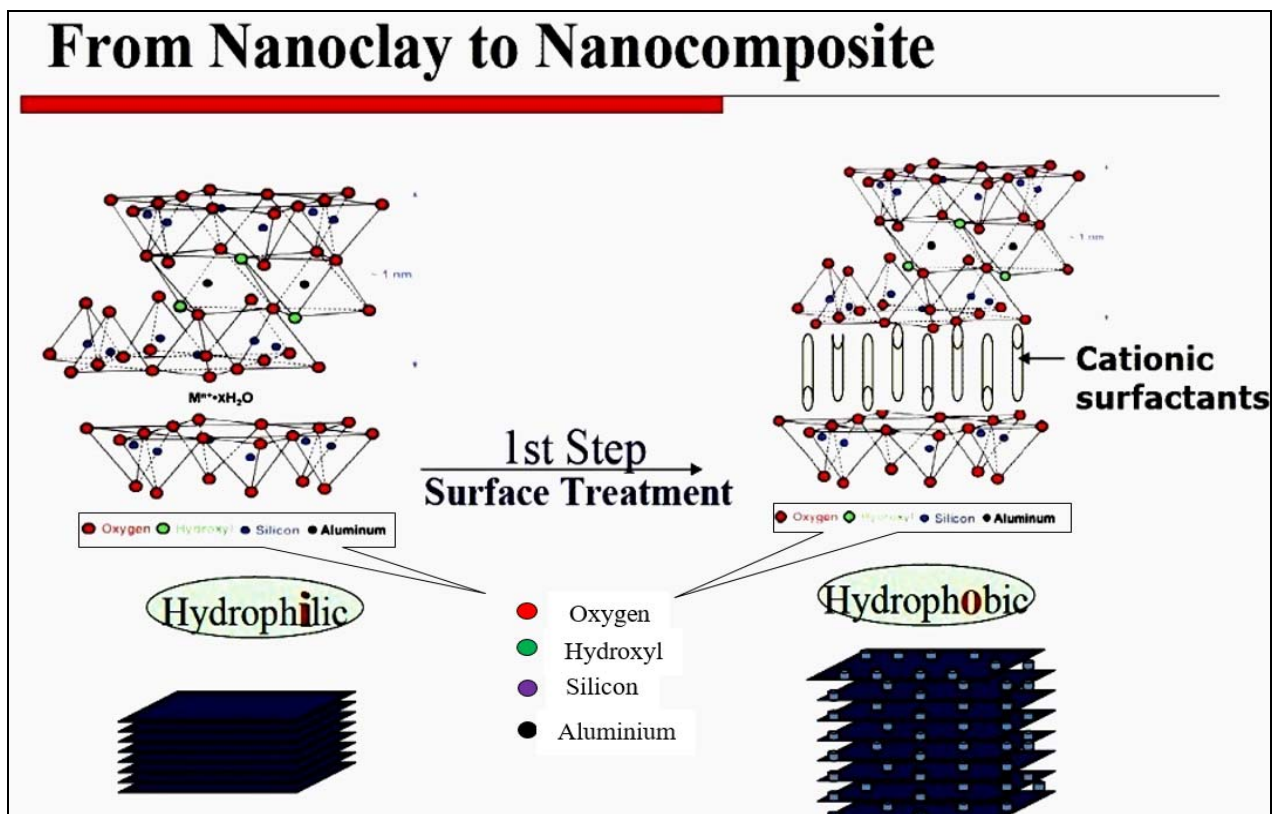 From Nanoclay to Nanocomposite
~ 1 nm
Mⁿ⁺•xH₂O
~ 1 nm
Cationic
surfactants
1st Step
Surface Treatment
Oxygen Hydroxyl Silicon Aluminum
Oxygen Hydroxyl Silicon Aluminum
Hydrophilic
Hydrophobic
Oxygen
Hydroxyl
Silicon
Aluminium